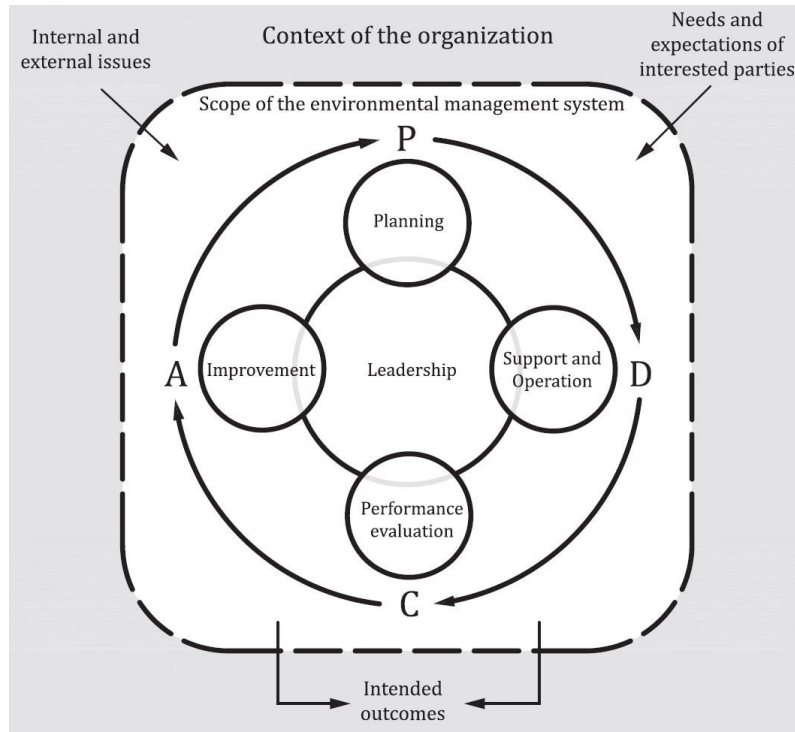 Internal and
external issues
Context of the organization
Needs and
expectations of
interested parties
Scope of the environmental management system
P
Planning
A
Improvement
Leadership
Support and
Operation
D
Performance
evaluation
C
Intended
outcomes